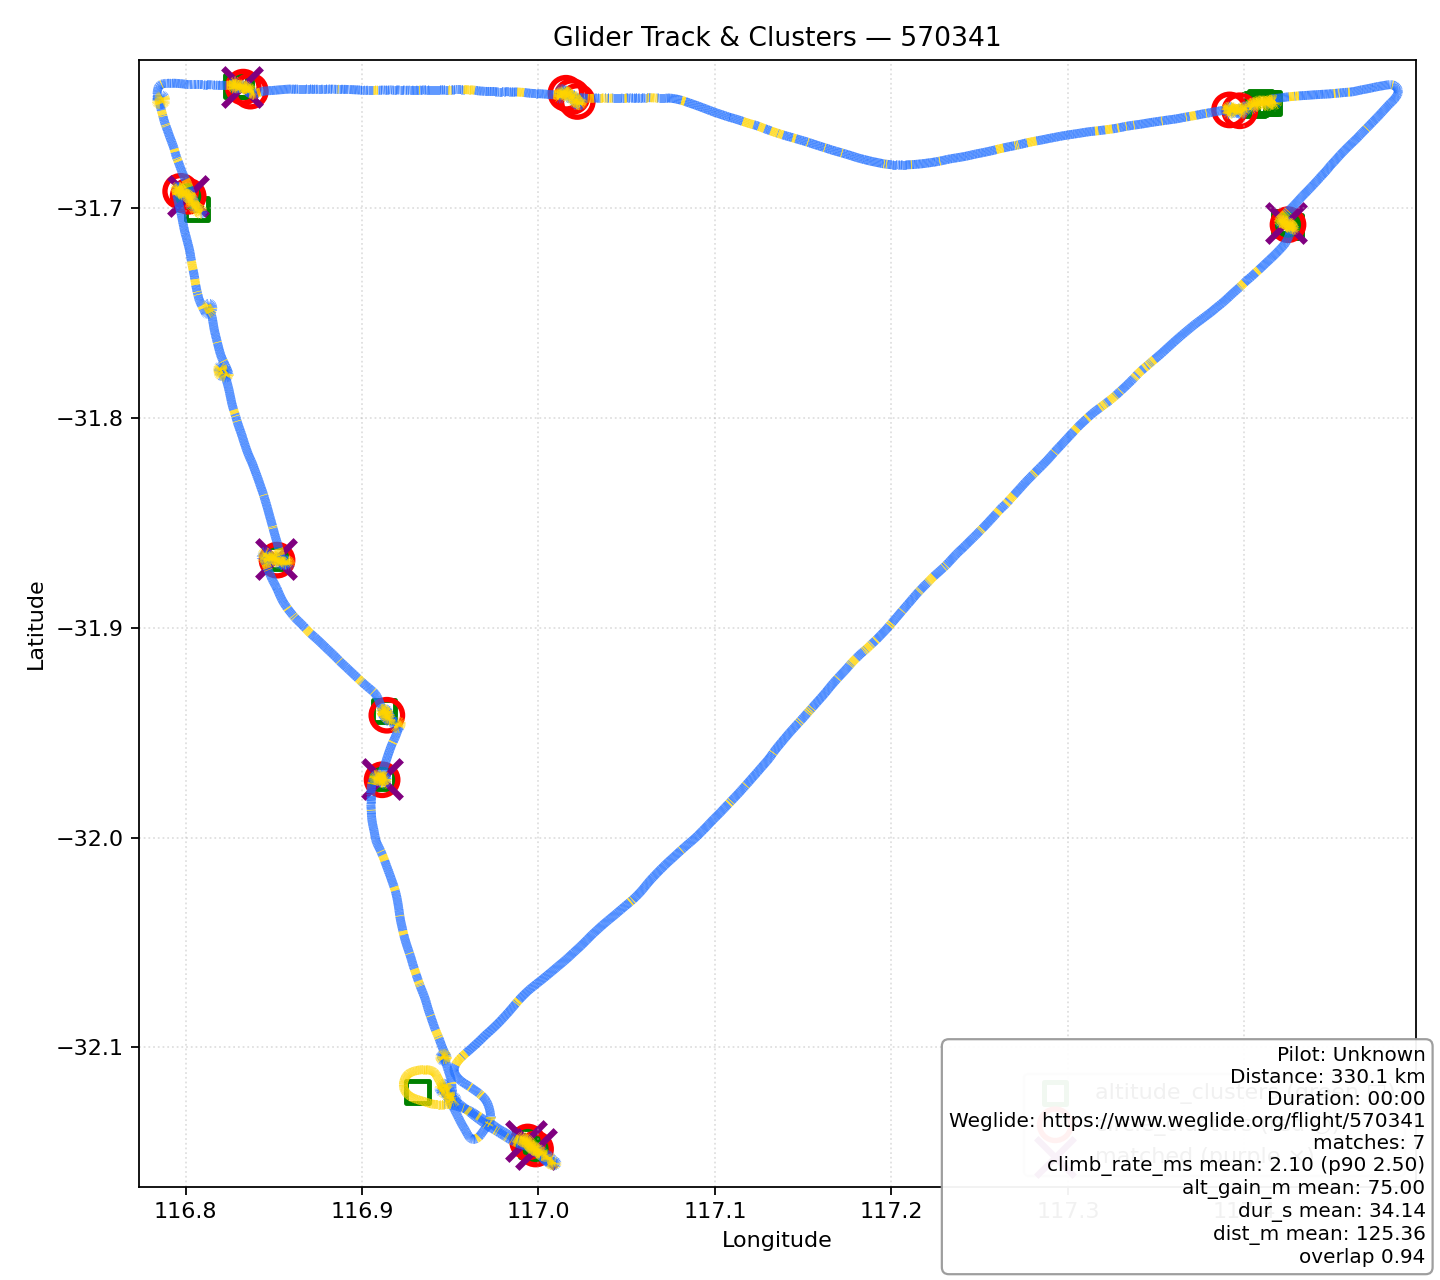 Glider Track & Clusters — 570341
Latitude
−31.7
−31.8
−31.9
−32.0
−32.1
116.8
116.9
117.0
117.1
117.2
117.3
Longitude
altitude_clusters
matched (purple
Pilot: Unknown
Distance: 330.1 km
Duration: 00:00
Weglide: https://www.weglide.org/flight/570341
matches: 7
climb_rate_ms mean: 2.10 (p90 2.50)
alt_gain_m mean: 75.00
dur_s mean: 34.14
dist_m mean: 125.36
overlap 0.94